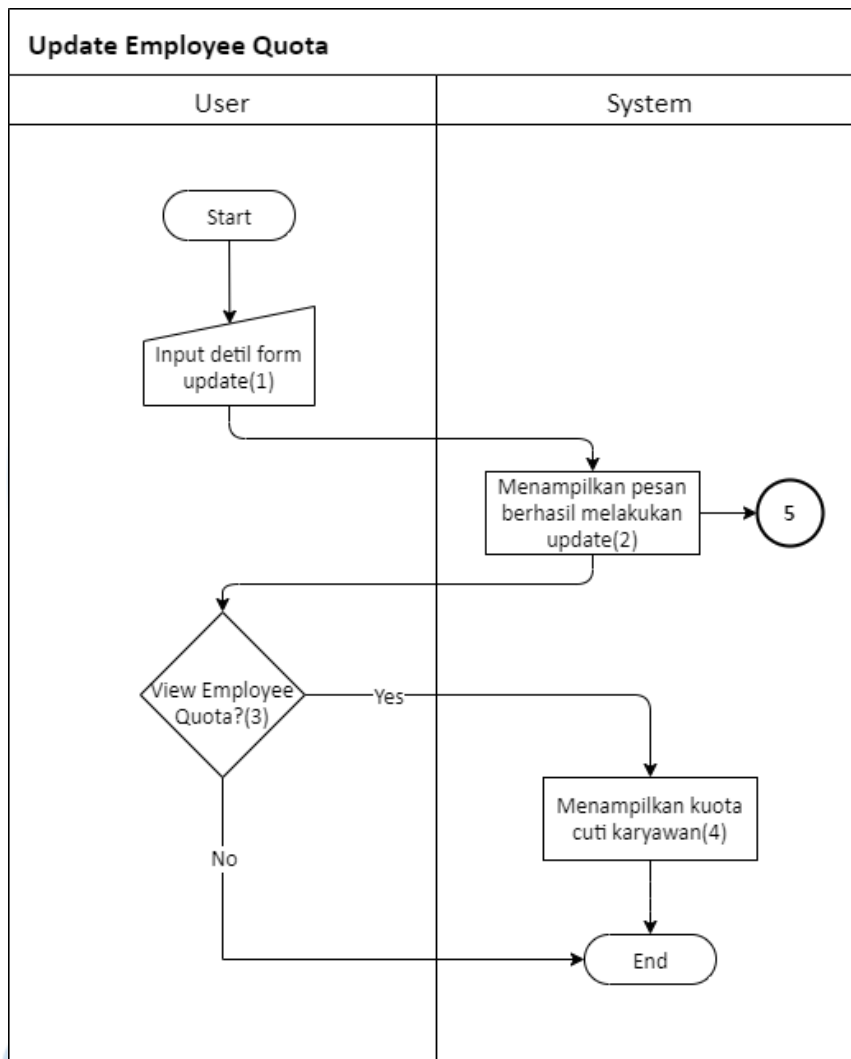 Update Employee Quota
User
System
Start
Input detil form
update(1)
Menampilkan pesan
berhasil melakukan
update(2)
5
View Employee
Quota?(3)
Yes
Menampilkan kuota
cuti karyawan(4)
No
End